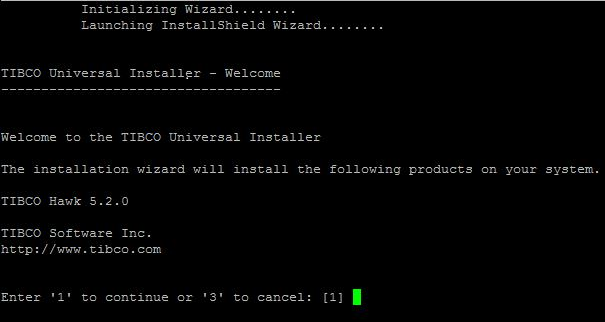 Initializing Wizard........
Launching InstallShield Wizard........
TIBCO Universal Installer - Welcome
-----------------------------------
Welcome to the TIBCO Universal Installer
The installation wizard will install the following products on your system.
TIBCO Hawk 5.2.0
TIBCO Software Inc.
http://www.tibco.com
Enter '1' to continue or '3' to cancel: [1]